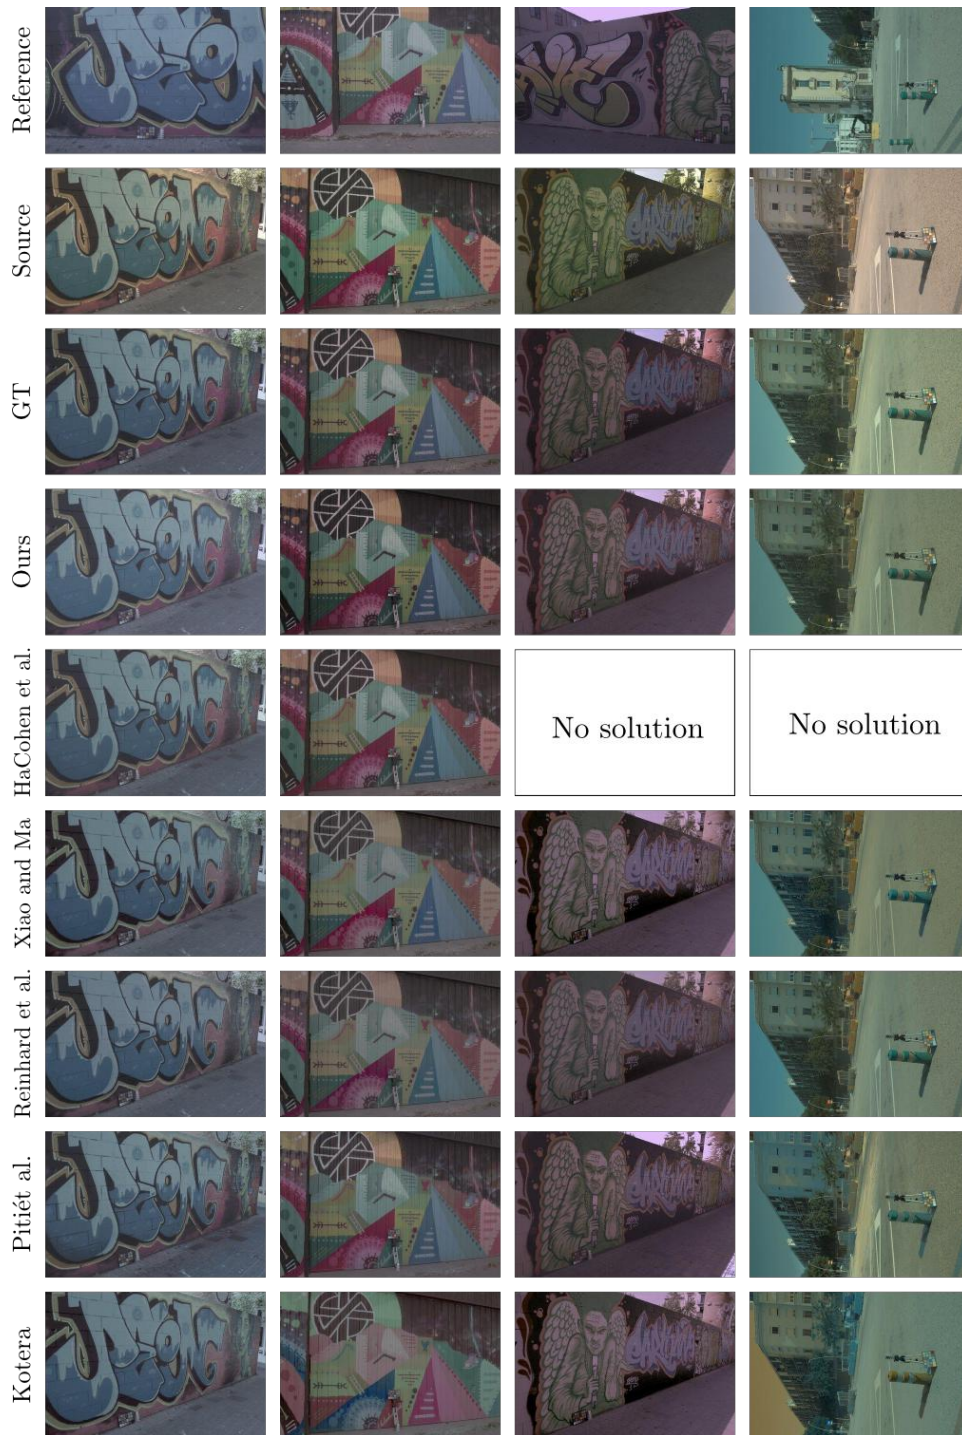 Reference
Source
GT
Ours
HaCohen et al.
No solution
No solution
Xiao and Ma
Reinhard et al.
Pitiét al.
Kotera